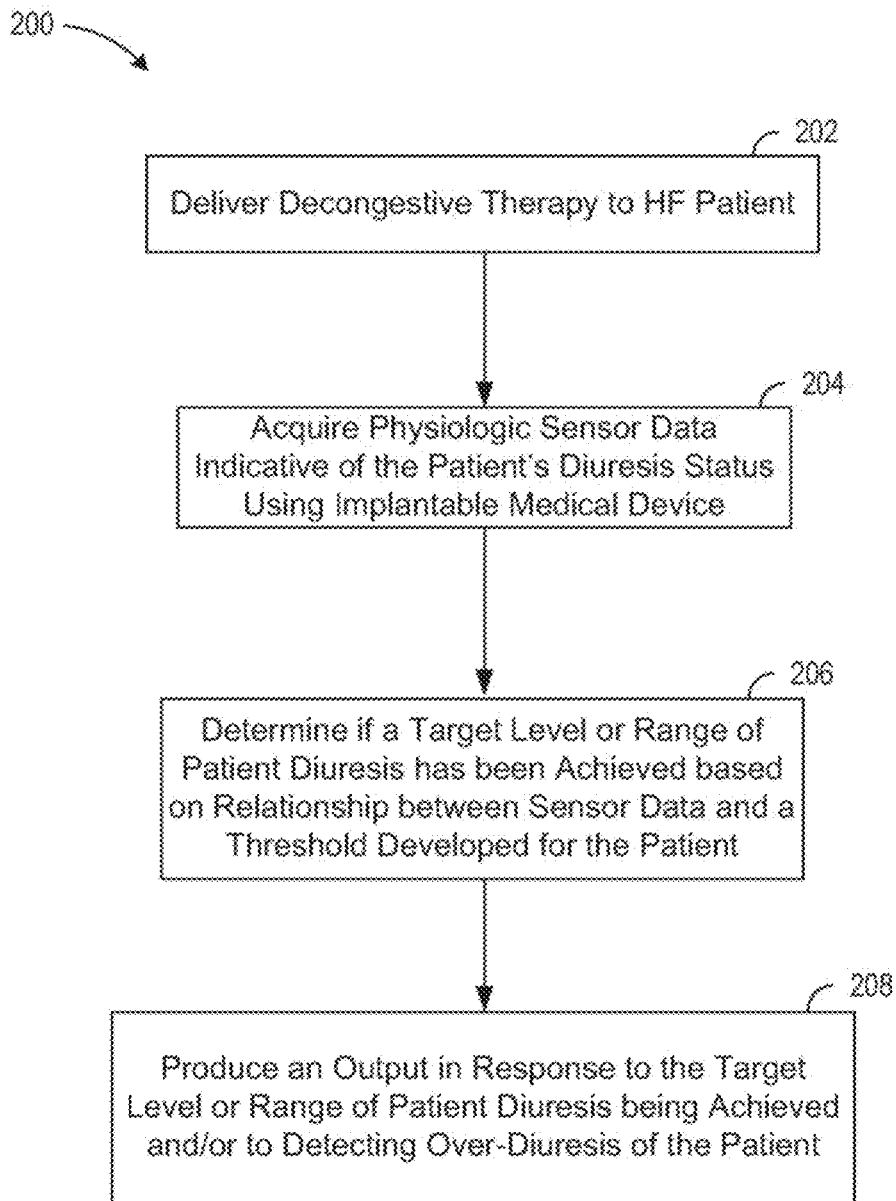 200
202
Deliver Decongestive Therapy to HF Patient
204
Acquire Physiologic Sensor Data
Indicative of the Patient's Diuresis Status
Using Implantable Medical Device
206
Determine if a Target Level or Range of
Patient Diuresis has been Achieved based
on Relationship between Sensor Data and a
Threshold Developed for the Patient
208
Produce an Output in Response to the Target
Level or Range of Patient Diuresis being Achieved
and/or to Detecting Over-Diuresis of the Patient